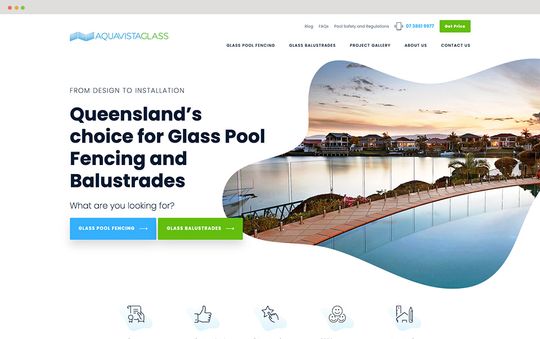 Blog FAQs Pool Safety and Regulations 07 3801 9977 Get Price
AQUAVISTAGLASS
GLASS POOL FENCING GLASS BALUSTRADES PROJECT GALLERY ABOUT US CONTACT US
FROM DESIGN TO INSTALLATION
Queensland's
choice for Glass Pool
Fencing and
Balustrades
What are you looking for?
GLASS POOL FENCING GLASS BALUSTRADES